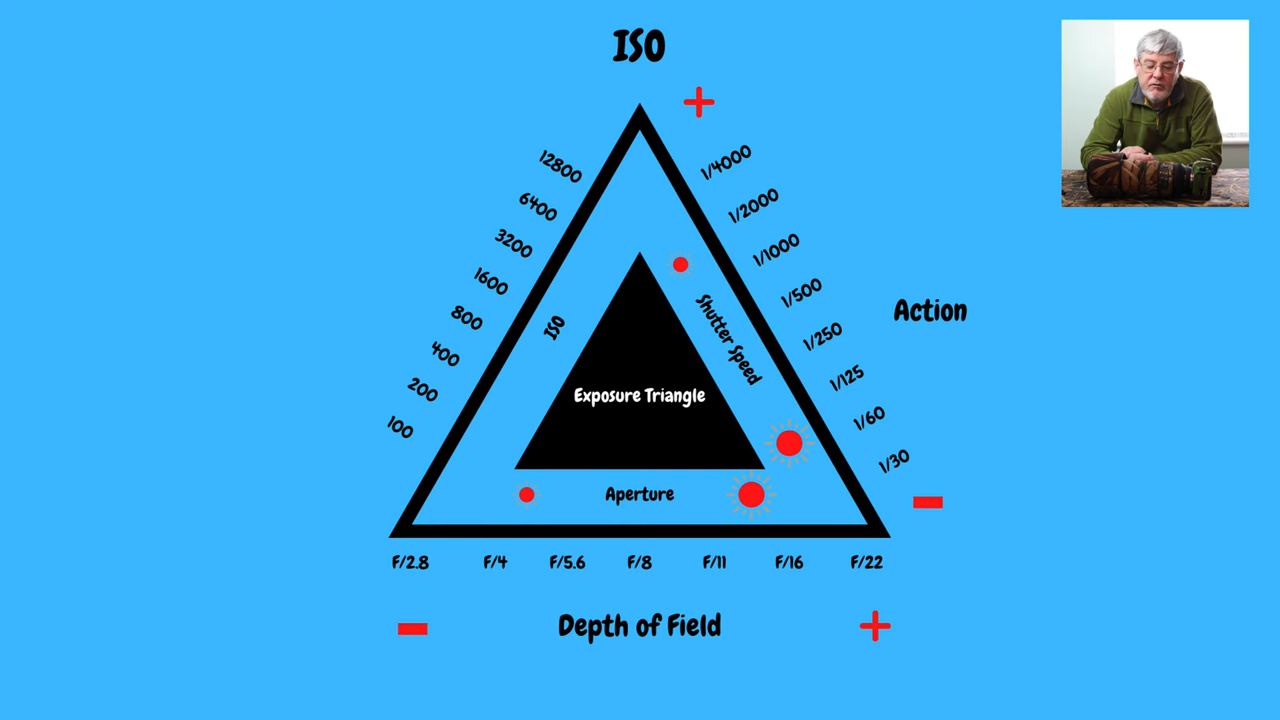 ISO
+
12800
6400
3200
1600
800
400
200
100
1/4000
1/2000
1/1000
1/500
1/250
1/125
1/60
1/30
-
Action
ISO
Shutter Speed
Exposure Triangle
Aperture
F/2.8 F/4 F/5.6 F/8 F/11 F/16 F/22
- Depth of Field +